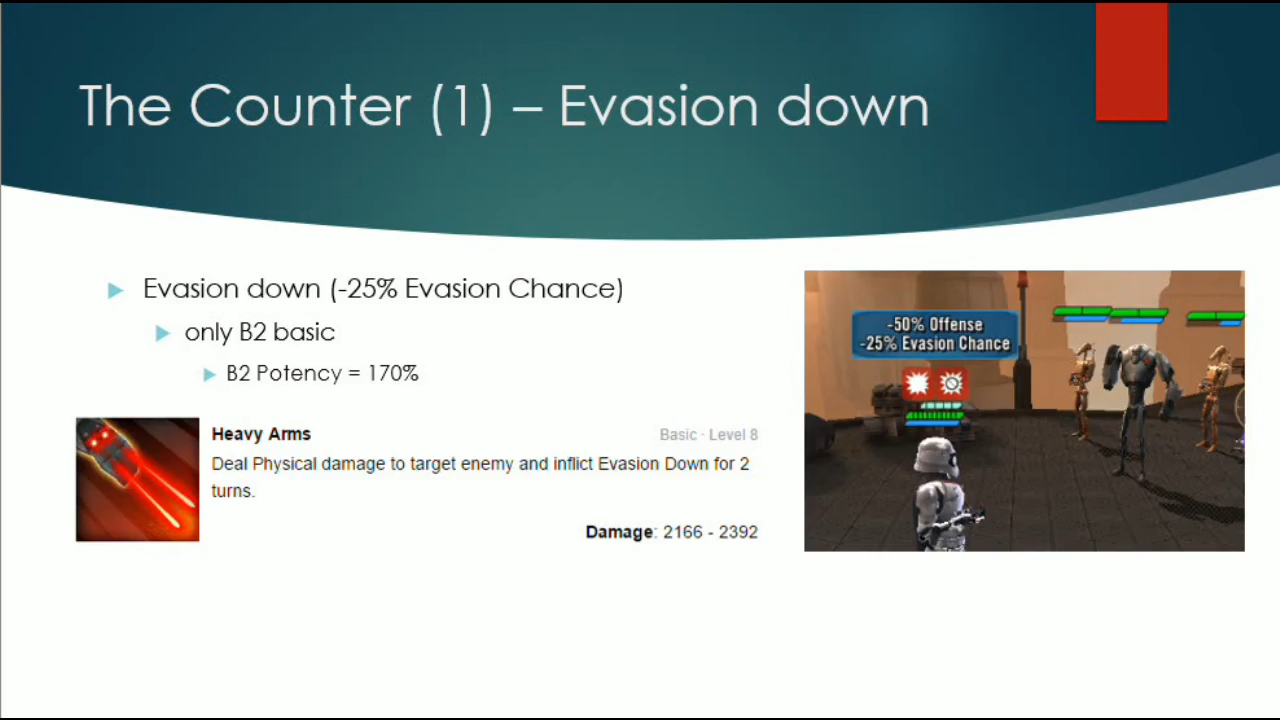 The Counter (1) – Evasion down
Evasion down (-25% Evasion Chance)
only B2 basic
B2 Potency = 170%
Heavy Arms
Basic · Level 8
Deal Physical damage to target enemy and inflict Evasion Down for 2
turns.
Damage: 2166 - 2392
-50% Offense
-25% Evasion Chance